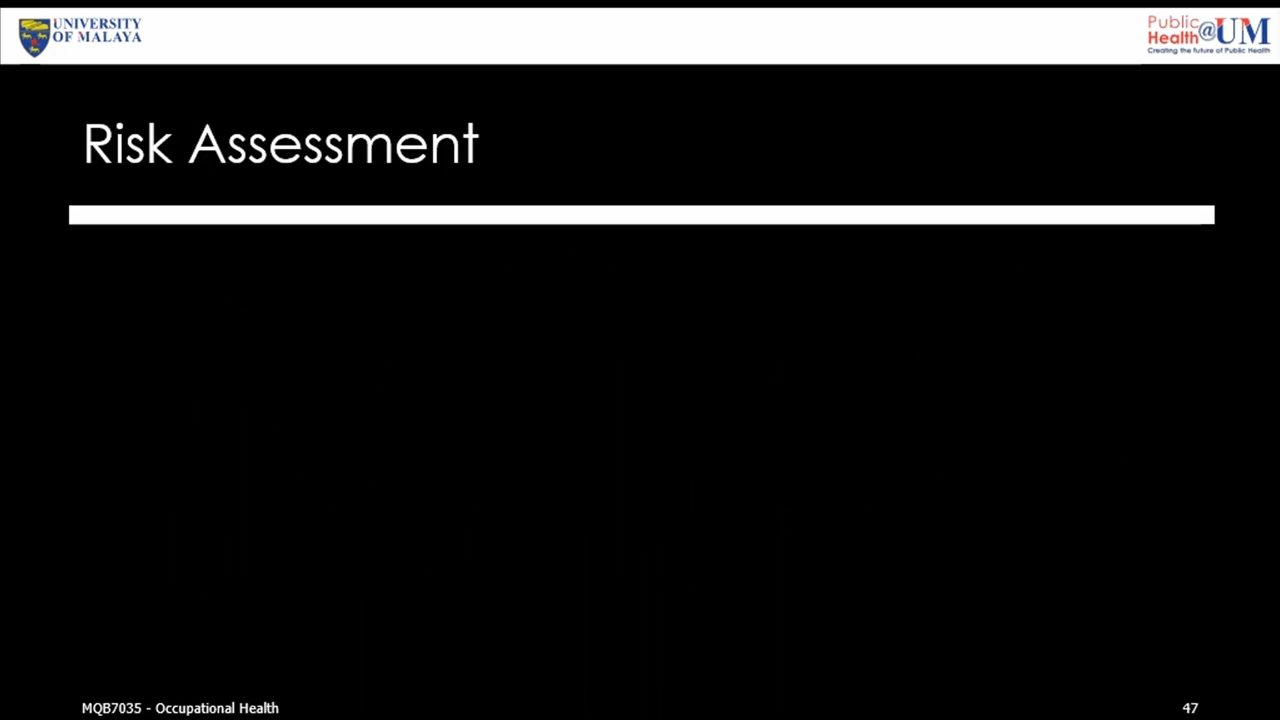 UNIVERSITY
OF MALAYA
Public
Health@UM
Creating the future of Public Health
Risk Assessment
MQB7035 - Occupational Health
47